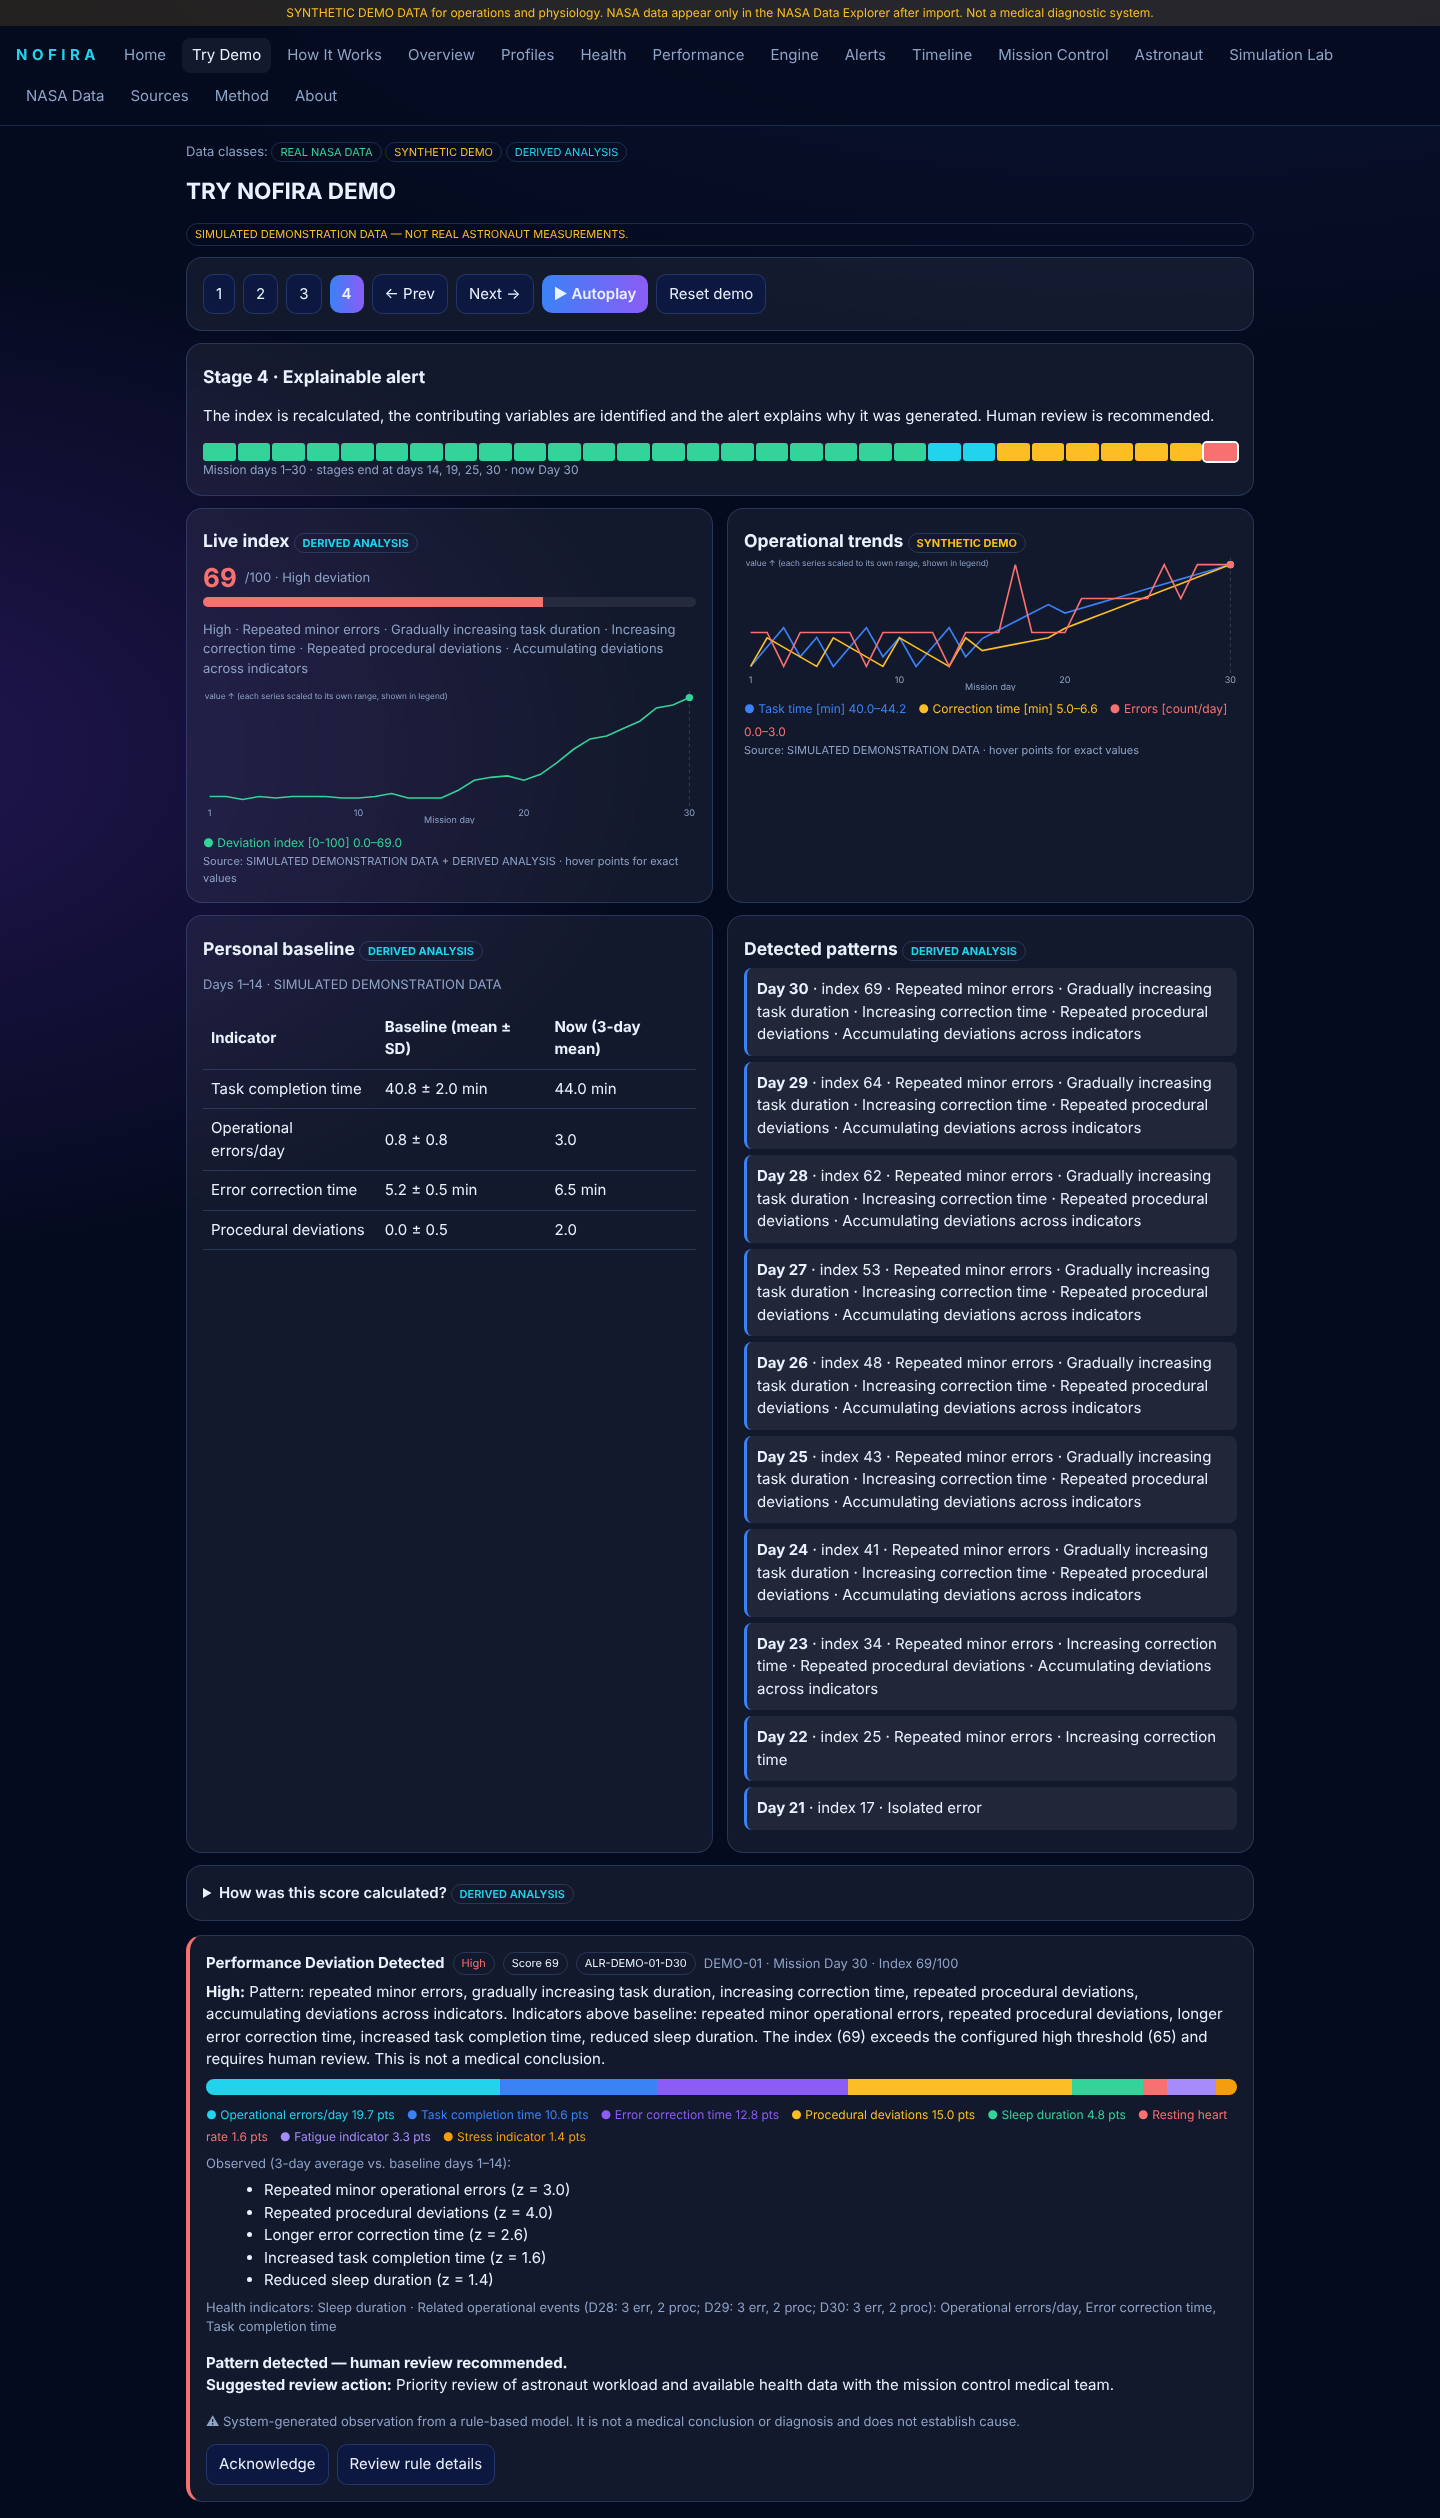 SYNTHETIC DEMO DATA for operations and physiology. NASA data appear only in the NASA Data Explorer after import. Not a medical diagnostic system.
NOFIRA Home Try Demo How It Works Overview Profiles Health Performance Engine Alerts Timeline Mission Control Astronaut Simulation Lab
NASA Data Sources Method About
Data classes: REAL NASA DATA SYNTHETIC DEMO DERIVED ANALYSIS
TRY NOFIRA DEMO
SIMULATED DEMONSTRATION DATA — NOT REAL ASTRONAUT MEASUREMENTS.
1 2 3 4 ← Prev Next → ▶ Autoplay Reset demo
Stage 4 · Explainable alert
The index is recalculated, the contributing variables are identified and the alert explains why it was generated. Human review is recommended.
Mission days 1–30 · stages end at days 14, 19, 25, 30 · now Day 30
Live index DERIVED ANALYSIS
69 /100 · High deviation
High · Repeated minor errors · Gradually increasing task duration · Increasing
correction time · Repeated procedural deviations · Accumulating deviations
across indicators
value ↑ (each series scaled to its own range, shown in legend)
1 10 20 30
Mission day
● Deviation index [0-100] 0.0–69.0
Source: SIMULATED DEMONSTRATION DATA + DERIVED ANALYSIS · hover points for exact
values
Operational trends SYNTHETIC DEMO
value ↑ (each series scaled to its own range, shown in legend)
1 10 20 30
Mission day
● Task time [min] 40.0–44.2 ● Correction time [min] 5.0–6.6 ● Errors [count/day]
0.0–3.0
Source: SIMULATED DEMONSTRATION DATA · hover points for exact values
Personal baseline DERIVED ANALYSIS
Days 1–14 · SIMULATED DEMONSTRATION DATA
Indicator Baseline (mean ± SD) Now (3-day mean)
Task completion time 40.8 ± 2.0 min 44.0 min
Operational errors/day 0.8 ± 0.8 3.0
Error correction time 5.2 ± 0.5 min 6.5 min
Procedural deviations 0.0 ± 0.5 2.0
Detected patterns DERIVED ANALYSIS
Day 30 · index 69 · Repeated minor errors · Gradually increasing
task duration · Increasing correction time · Repeated procedural
deviations · Accumulating deviations across indicators
Day 29 · index 64 · Repeated minor errors · Gradually increasing
task duration · Increasing correction time · Repeated procedural
deviations · Accumulating deviations across indicators
Day 28 · index 62 · Repeated minor errors · Gradually increasing
task duration · Increasing correction time · Repeated procedural
deviations · Accumulating deviations across indicators
Day 27 · index 53 · Repeated minor errors · Gradually increasing
task duration · Increasing correction time · Repeated procedural
deviations · Accumulating deviations across indicators
Day 26 · index 48 · Repeated minor errors · Gradually increasing
task duration · Increasing correction time · Repeated procedural
deviations · Accumulating deviations across indicators
Day 25 · index 43 · Repeated minor errors · Gradually increasing
task duration · Increasing correction time · Repeated procedural
deviations · Accumulating deviations across indicators
Day 24 · index 41 · Repeated minor errors · Gradually increasing
task duration · Increasing correction time · Repeated procedural
deviations · Accumulating deviations across indicators
Day 23 · index 34 · Repeated minor errors · Increasing correction
time · Repeated procedural deviations · Accumulating deviations
across indicators
Day 22 · index 25 · Repeated minor errors · Increasing correction
time
Day 21 · index 17 · Isolated error
▶ How was this score calculated? DERIVED ANALYSIS
Performance Deviation Detected High Score 69 ALR-DEMO-01-D30 DEMO-01 · Mission Day 30 · Index 69/100
High: Pattern: repeated minor errors, gradually increasing task duration, increasing correction time, repeated procedural deviations,
accumulating deviations across indicators. Indicators above baseline: repeated minor operational errors, repeated procedural deviations, longer
error correction time, increased task completion time, reduced sleep duration. The index (69) exceeds the configured high threshold (65) and
requires human review. This is not a medical conclusion.
● Operational errors/day 19.7 pts ● Task completion time 10.6 pts ● Error correction time 12.8 pts ● Procedural deviations 15.0 pts ● Sleep duration 4.8 pts ● Resting heart
rate 1.6 pts ● Fatigue indicator 3.3 pts ● Stress indicator 1.4 pts
Observed (3-day average vs. baseline days 1–14):
• Repeated minor operational errors (z = 3.0)
• Repeated procedural deviations (z = 4.0)
• Longer error correction time (z = 2.6)
• Increased task completion time (z = 1.6)
• Reduced sleep duration (z = 1.4)
Health indicators: Sleep duration · Related operational events (D28: 3 err, 2 proc; D29: 3 err, 2 proc; D30: 3 err, 2 proc): Operational errors/day, Error correction time,
Task completion time
Pattern detected — human review recommended.
Suggested review action: Priority review of astronaut workload and available health data with the mission control medical team.
⚠ System-generated observation from a rule-based model. It is not a medical conclusion or diagnosis and does not establish cause.
Acknowledge Review rule details